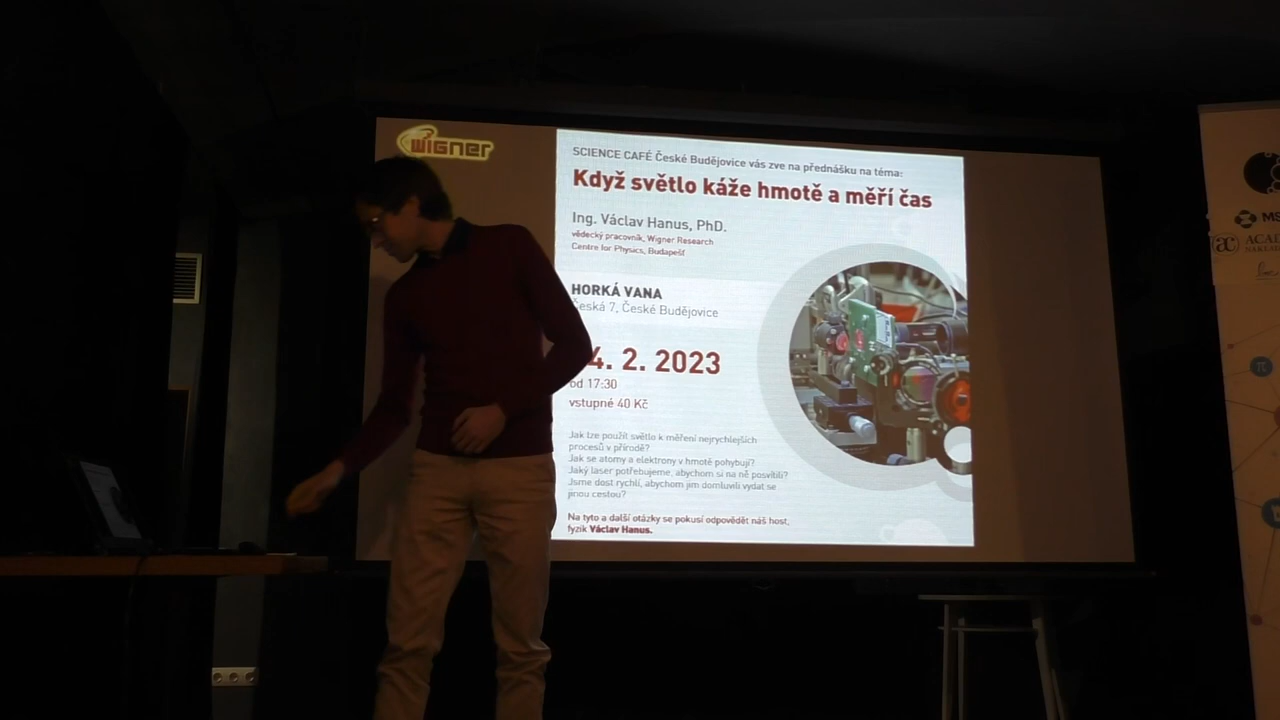 WIGNER
SCIENCE CAFÉ České Budějovice vás zve na přednášku na téma:
Když světlo káže hmotě a měří čas
Ing. Václav Hanus, PhD.
vědecký pracovník, Wigner Research
Centre for Physics, Budapešť
HORKÁ VANA
Česká 7, České Budějovice
4. 2. 2023
od 17:30
vstupné 40 Kč
Jak lze použít světlo k měření nejrychlejších
procesů v přírodě?
Jak se atomy a elektrony v hmotě pohybují?
Jaký laser potřebujeme, abychom si na ně posvítili?
Jsme dost rychlí, abychom jim domluvili vydat se
jinou cestou?
Na tyto a další otázky se pokusí odpovědět náš host,
fyzik Václav Hanus.